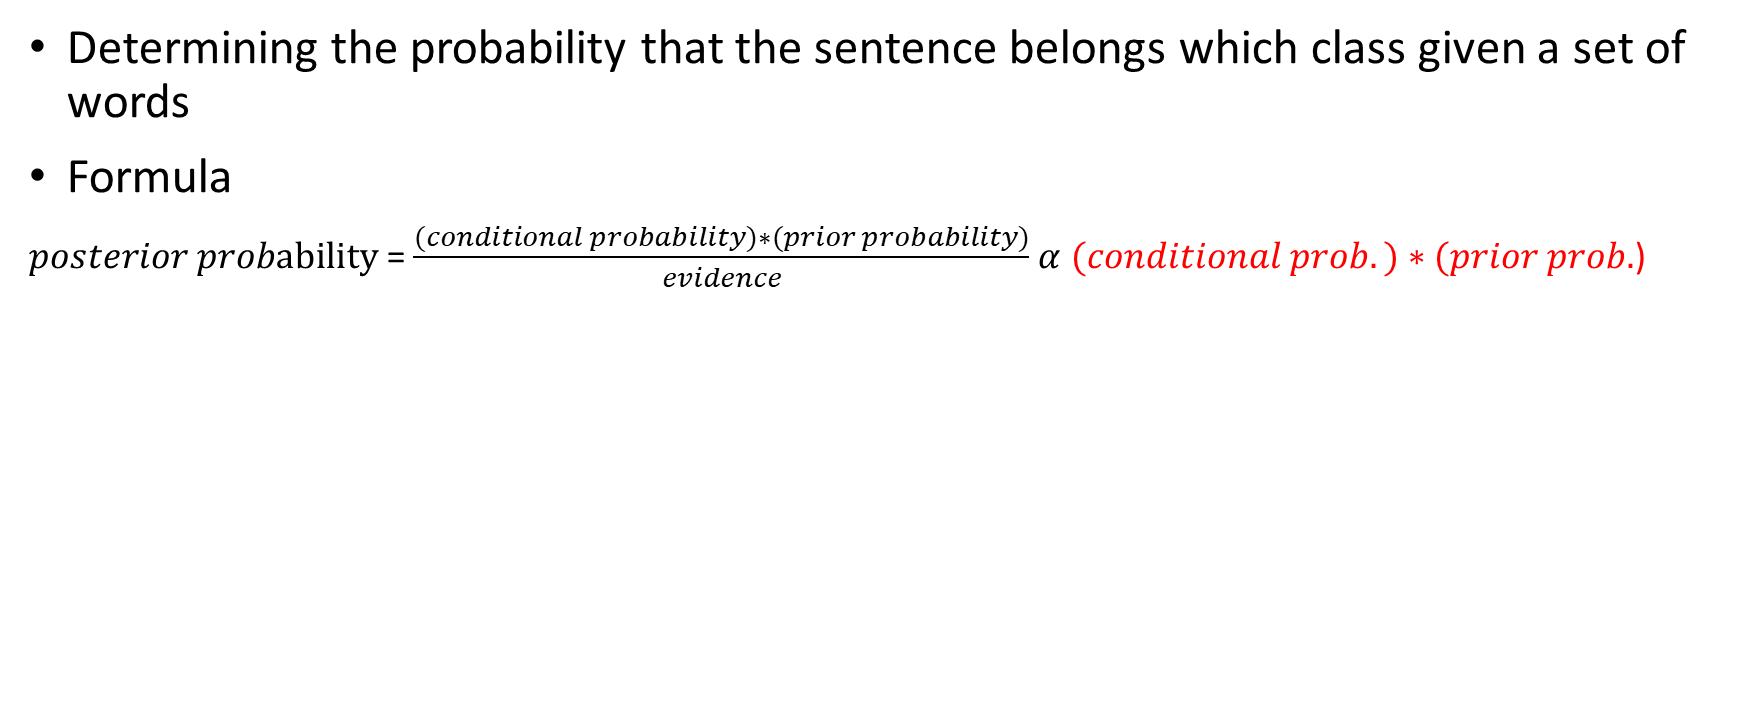 • Determining the probability that the sentence belongs which class given a set of
words
• Formula
posterior probability = (conditional probability)∗(prior probability) / evidence α (conditional prob.) ∗ (prior prob.)